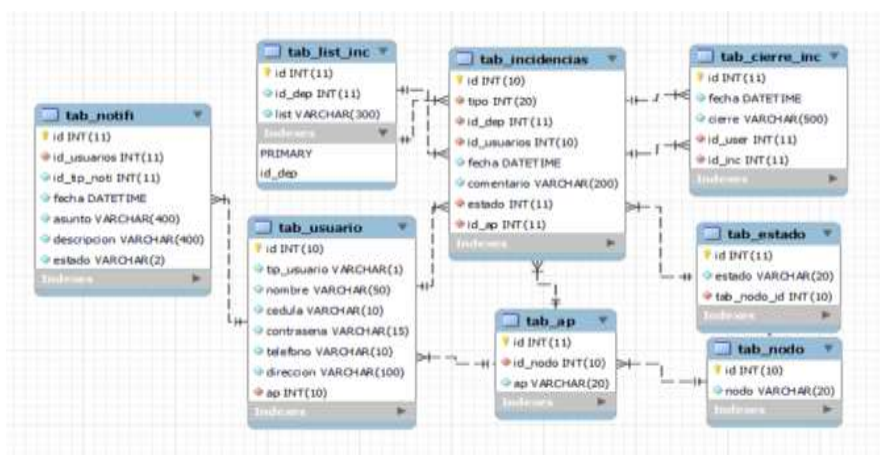 tab_notifi
id INT(11)
id_usuarios INT(11)
id_tip_noti INT(11)
fecha DATETIME
asunto VARCHAR(400)
descripcion VARCHAR(400)
estado VARCHAR(2)
Indexes
tab_list_inc
id INT(11)
id_dep INT(11)
list VARCHAR(300)
Indexes
PRIMARY
id_dep
tab_usuario
id INT(10)
tip_usuario VARCHAR(1)
nombre VARCHAR(50)
cedula VARCHAR(10)
contrasena VARCHAR(15)
telefono VARCHAR(10)
direccion VARCHAR(100)
ap INT(10)
Indexes
tab_incidencias
id INT(10)
tipo INT(20)
id_dep INT(11)
id_usuarios INT(10)
fecha DATETIME
comentario VARCHAR(200)
estado INT(11)
id_ap INT(11)
Indexes
tab_ap
id INT(11)
id_nodo INT(10)
ap VARCHAR(20)
Indexes
tab_cierre_inc
id INT(11)
fecha DATETIME
cierre VARCHAR(500)
id_user INT(11)
id_inc INT(11)
Indexes
tab_estado
id INT(11)
estado VARCHAR(20)
tab_nodo_id INT(10)
Indexes
tab_nodo
id INT(10)
nodo VARCHAR(20)
Indexes